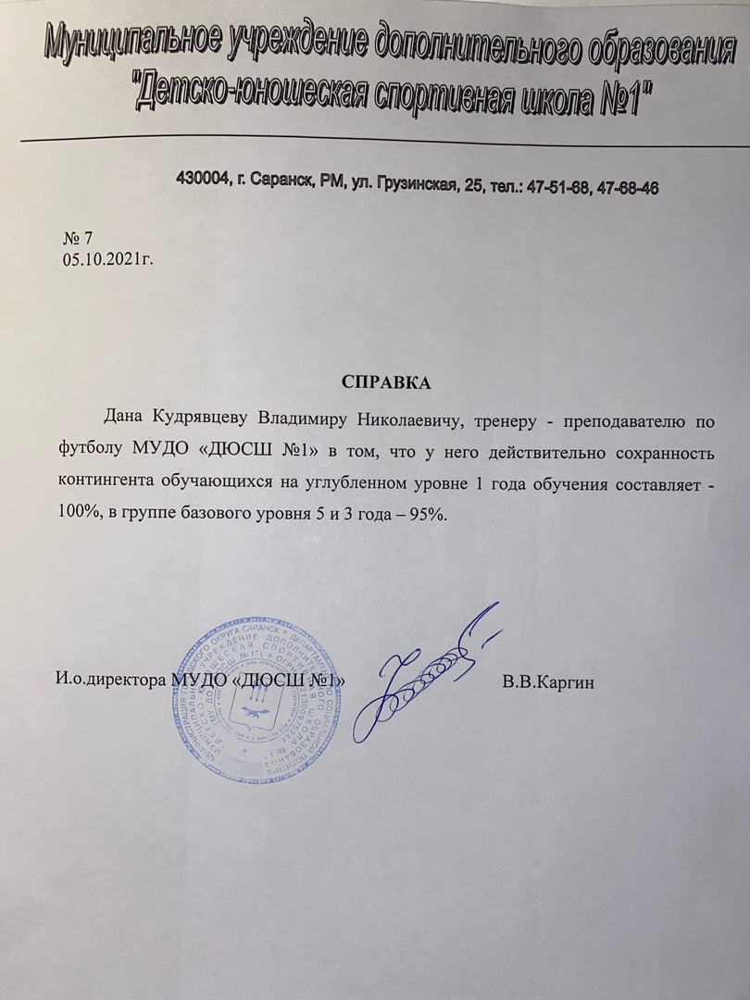 Муниципальное учреждение дополнительного образования
"Детско-юношеская спортивная школа №1"
430004, г. Саранск, РМ, ул. Грузинская, 25, тел.: 47-51-68, 47-68-46
№ 7
05.10.2021г.
СПРАВКА
Дана Кудрявцеву Владимиру Николаевичу, тренеру - преподавателю по
футболу МУДО «ДЮСШ №1» в том, что у него действительно сохранность
контингента обучающихся на углубленном уровне 1 года обучения составляет -
100%, в группе базового уровня 5 и 3 года – 95%.
И.о.директора МУДО «ДЮСШ №1»
В.В.Каргин